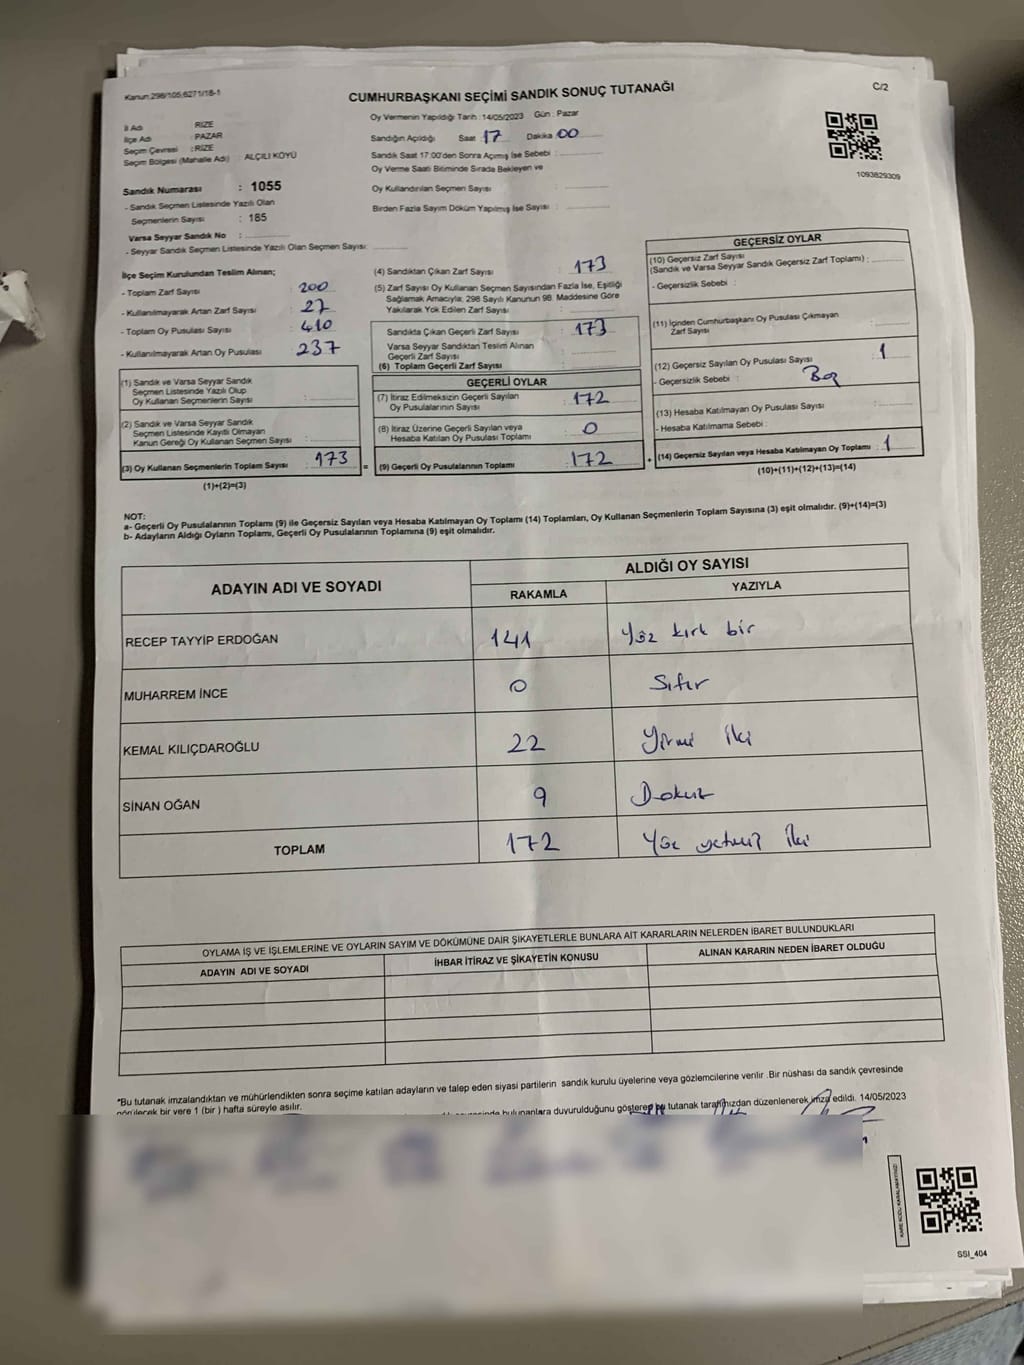 Kanun:298/105,6271/18-1
CUMHURBAŞKANI SEÇİMİ SANDIK SONUÇ TUTANAĞI
C/2
İl Adı : RİZE
İlçe Adı : PAZAR
Seçim Çevresi : RİZE
Seçim Bölgesi (Mahalle Adı) : ALÇILI KÖYÜ
Sandık Numarası : 1055
- Sandık Seçmen Listesinde Yazılı Olan
Seçmenlerin Sayısı : 185
Varsa Seyyar Sandık No :
- Seyyar Sandık Seçmen Listesinde Yazılı Olan Seçmen Sayısı:
Oy Vermenin Yapıldığı Tarih : 14/05/2023 Gün : Pazar
Sandığın Açıldığı Saat : 17 Dakika 00
Sandık Saat 17:00'den Sonra Açımış İse Sebebi :
Oy Verme Saati Bitiminde Sırada Bekleyen ve
Oy Kullandırılan Seçmen Sayısı :
Birden Fazla Sayım Döküm Yapılmış İse Sayısı :
1093829309
İlçe Seçim Kurulundan Teslim Alınan;
- Toplam Zarf Sayısı : 200
- Kullanılmayarak Artan Zarf Sayısı : 27
- Toplam Oy Pusulası Sayısı : 410
- Kullanılmayarak Artan Oy Pusulası : 237
(1) Sandık ve Varsa Seyyar Sandık
Seçmen Listesinde Yazılı Olup
Oy Kullanan Seçmenlerin Sayısı :
(2) Sandık ve Varsa Seyyar Sandık
Seçmen Listesinde Kayıtlı Olmayan
Kanun Gereği Oy Kullanan Seçmen Sayısı :
(3) Oy Kullanan Seçmenlerin Toplam Sayısı : 173
(1)+(2)=(3)
(4) Sandıktan Çıkan Zarf Sayısı : 173
(5) Zarf Sayısı Oy Kullanan Seçmen Sayısından Fazla İse, Eşitliği
Sağlamak Amacıyla; 298 Sayılı Kanunun 98. Maddesine Göre
Yakılarak Yok Edilen Zarf Sayısı :
Sandıkta Çıkan Geçerli Zarf Sayısı : 173
Varsa Seyyar Sandıktan Teslim Alınan
Geçerli Zarf Sayısı :
(6) Toplam Geçerli Zarf Sayısı :
GEÇERLİ OYLAR
(7) İtiraz Edilmeksizin Geçerli Sayılan
Oy Pusulalarının Sayısı : 172
(8) İtiraz Üzerine Geçerli Sayılan veya
Hesaba Katılan Oy Pusulası Toplamı : 0
= (9) Geçerli Oy Pusulalarının Toplamı : 172
GEÇERSİZ OYLAR
(10) Geçersiz Zarf Sayısı
(Sandık ve Varsa Seyyar Sandık Geçersiz Zarf Toplamı) :
- Geçersizlik Sebebi :
(11) İçinden Cumhurbaşkanı Oy Pusulası Çıkmayan
Zarf Sayısı :
(12) Geçersiz Sayılan Oy Pusulası Sayısı : 1
- Geçersizlik Sebebi : Boş
(13) Hesaba Katılmayan Oy Pusulası Sayısı :
- Hesaba Katılmama Sebebi :
+ (14) Geçersiz Sayılan veya Hesaba Katılmayan Oy Toplamı : 1
(10)+(11)+(12)+(13)=(14)
NOT:
a- Geçerli Oy Pusulalarının Toplamı (9) ile Geçersiz Sayılan veya Hesaba Katılmayan Oy Toplamı (14) Toplamları, Oy Kullanan Seçmenlerin Toplam Sayısına (3) eşit olmalıdır. (9)+(14)=(3)
b- Adayların Aldığı Oyların Toplamı, Geçerli Oy Pusulalarının Toplamına (9) eşit olmalıdır.
ADAYIN ADI VE SOYADI
ALDIĞI OY SAYISI
RAKAMLA YAZIYLA
RECEP TAYYİP ERDOĞAN 141 Yüz kırk bir
MUHARREM İNCE 0 Sıfır
KEMAL KILIÇDAROĞLU 22 Yirmi iki
SİNAN OĞAN 9 Dokuz
TOPLAM 172 Yüz yetmiş iki
OYLAMA İŞ VE İŞLEMLERİNE VE OYLARIN SAYIM VE DÖKÜMÜNE DAİR ŞİKAYETLERLE BUNLARA AİT KARARLARIN NELERDEN İBARET BULUNDUKLARI
ADAYIN ADI VE SOYADI İHBAR İTİRAZ VE ŞİKAYETİN KONUSU ALINAN KARARIN NEDEN İBARET OLDUĞU
*Bu tutanak imzalandıktan ve mühürlendikten sonra seçime katılan adayların ve talep eden siyasi partilerin sandık kurulu üyelerine veya gözlemcilerine verilir .Bir nüshası da sandık çevresinde
görülecek bir yere 1 (bir ) hafta süreyle asılır.
bulunanlara duyurulduğunu gösteren bu tutanak tarafımızdan düzenlenerek imza edildi. 14/05/2023
SSI_404